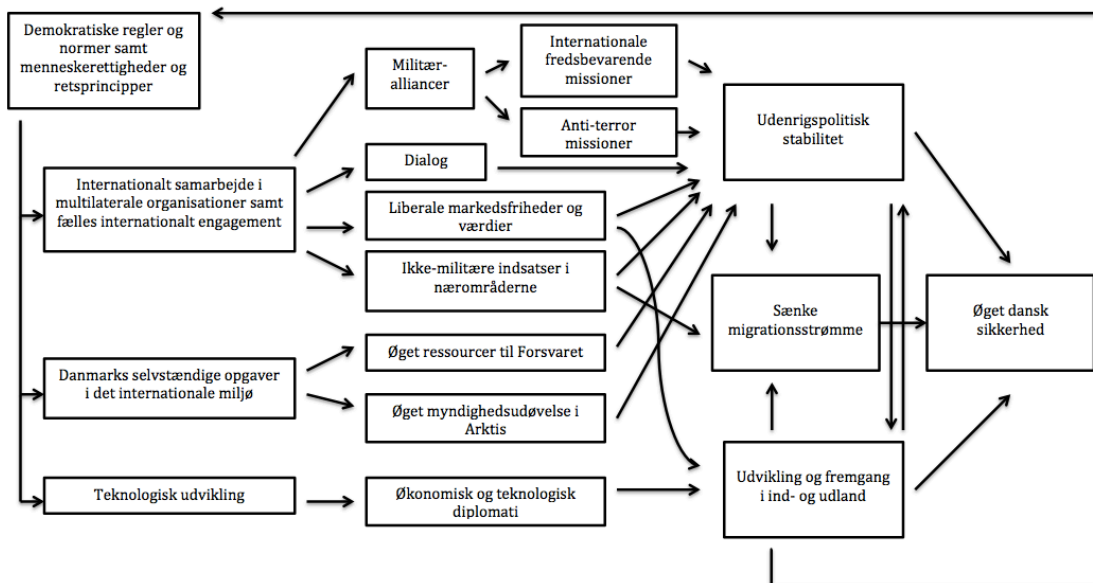 Demokratiske regler og
normer samt
menneskerettigheder og
retsprincipper
Militær-
alliancer
Internationale
fredsbevarende
missioner
Anti-terror
missioner
Udenrigspolitisk
stabilitet
Dialog
Internationalt samarbejde i
multilaterale organisationer samt
fælles internationalt engagement
Liberale markedsfriheder og
værdier
Ikke-militære indsatser i
nærområderne
Sænke
migrationsstrømme
Øget dansk
sikkerhed
Øget ressourcer til Forsvaret
Danmarks selvstændige opgaver
i det internationale miljø
Øget myndighedsudøvelse i
Arktis
Teknologisk udvikling
Økonomisk og teknologisk
diplomati
Udvikling og fremgang
i ind- og udland